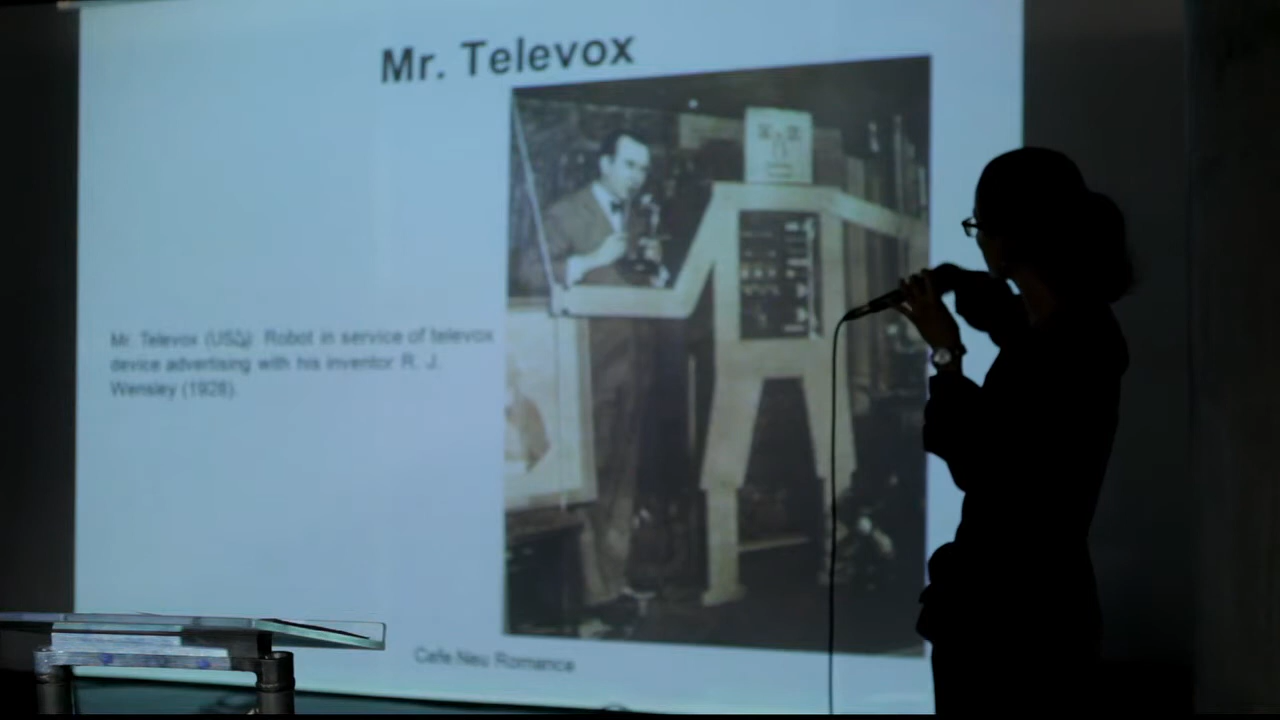 Mr. Televox
Mr. Televox (USA): Robot in service of televox
device advertising with his inventor R. J.
Wensley (1928).
Cafe Neu Romance